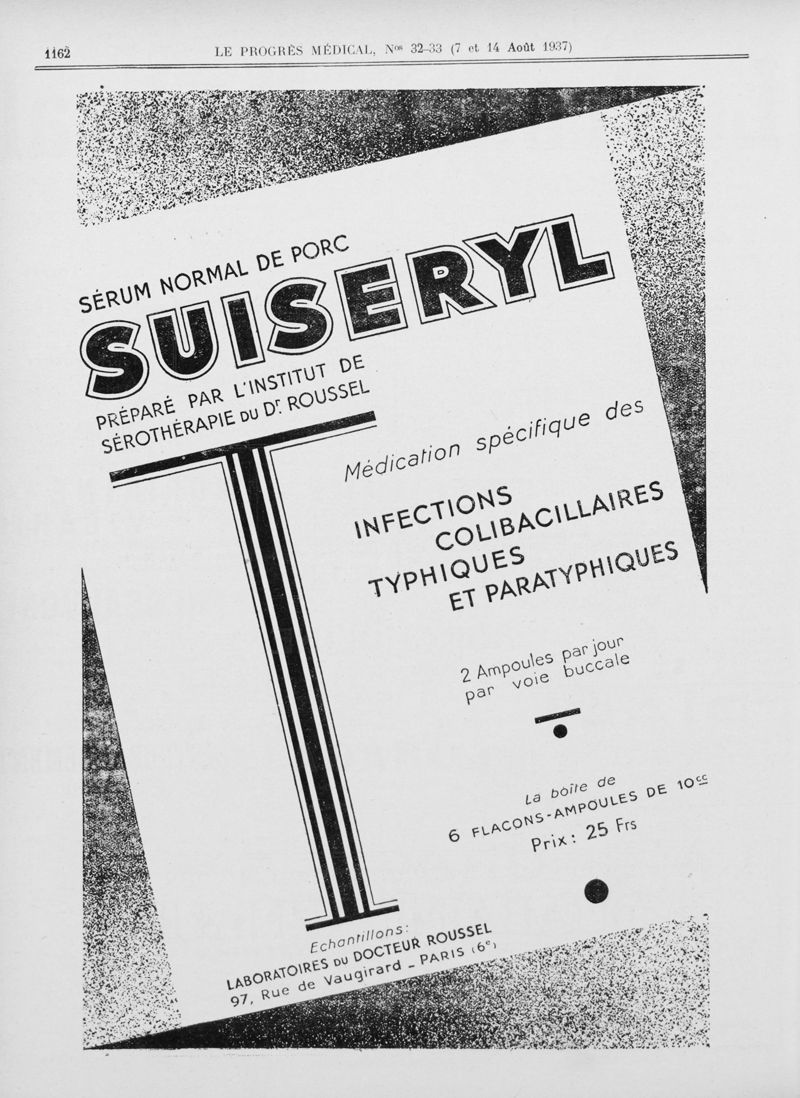 1162
LE PROGRÈS MÉDICAL, Nos 32-33 (7 et 14 Août 1937)
SÉRUM NORMAL DE PORC
SUISERYL
PRÉPARÉ PAR L'INSTITUT DE
SÉROTHÉRAPIE DU Dr. ROUSSEL
Médication spécifique des
INFECTIONS
COLIBACILLAIRES
TYPHIQUES
ET PARATYPHIQUES
2 Ampoules par jour
par voie buccale
La boîte de
6 FLACONS-AMPOULES DE 10cc
Prix : 25 Frs
Echantillons :
LABORATOIRES DU DOCTEUR ROUSSEL
97, Rue de Vaugirard - PARIS (6e)